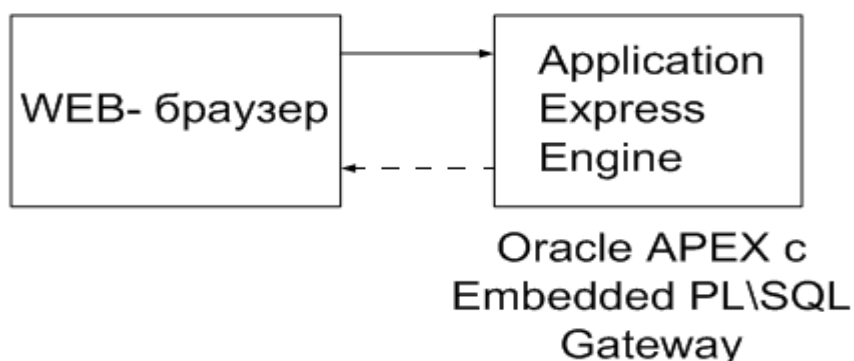 WEB- браузер
Application
Express
Engine
Oracle APEX с
Embedded PL\SQL
Gateway